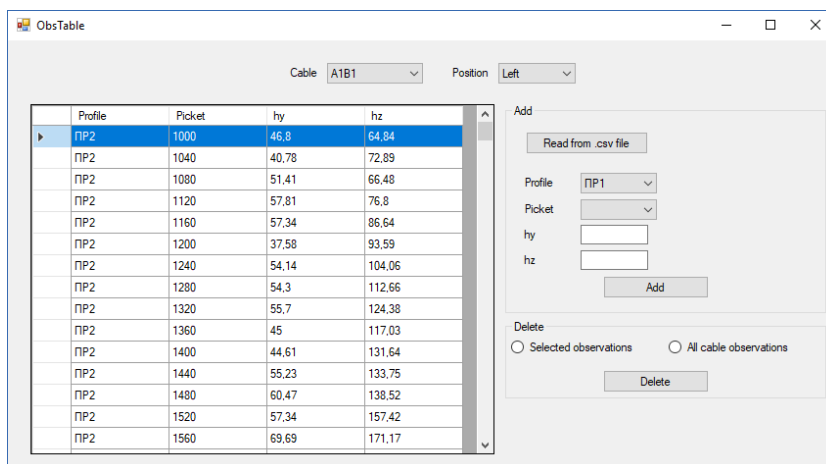 ObsTable
Cable A1B1 Position Left
Profile Picket hy hz
ПР2 1000 46,8 64,84
ПР2 1040 40,78 72,89
ПР2 1080 51,41 66,48
ПР2 1120 57,81 76,8
ПР2 1160 57,34 86,64
ПР2 1200 37,58 93,59
ПР2 1240 54,14 104,06
ПР2 1280 54,3 112,66
ПР2 1320 55,7 124,38
ПР2 1360 45 117,03
ПР2 1400 44,61 131,64
ПР2 1440 55,23 133,75
ПР2 1480 60,47 138,52
ПР2 1520 57,34 157,42
ПР2 1560 69,69 171,17
Add
Read from .csv file
Profile ПР1
Picket
hy
hz
Add
Delete
Selected observations All cable observations
Delete